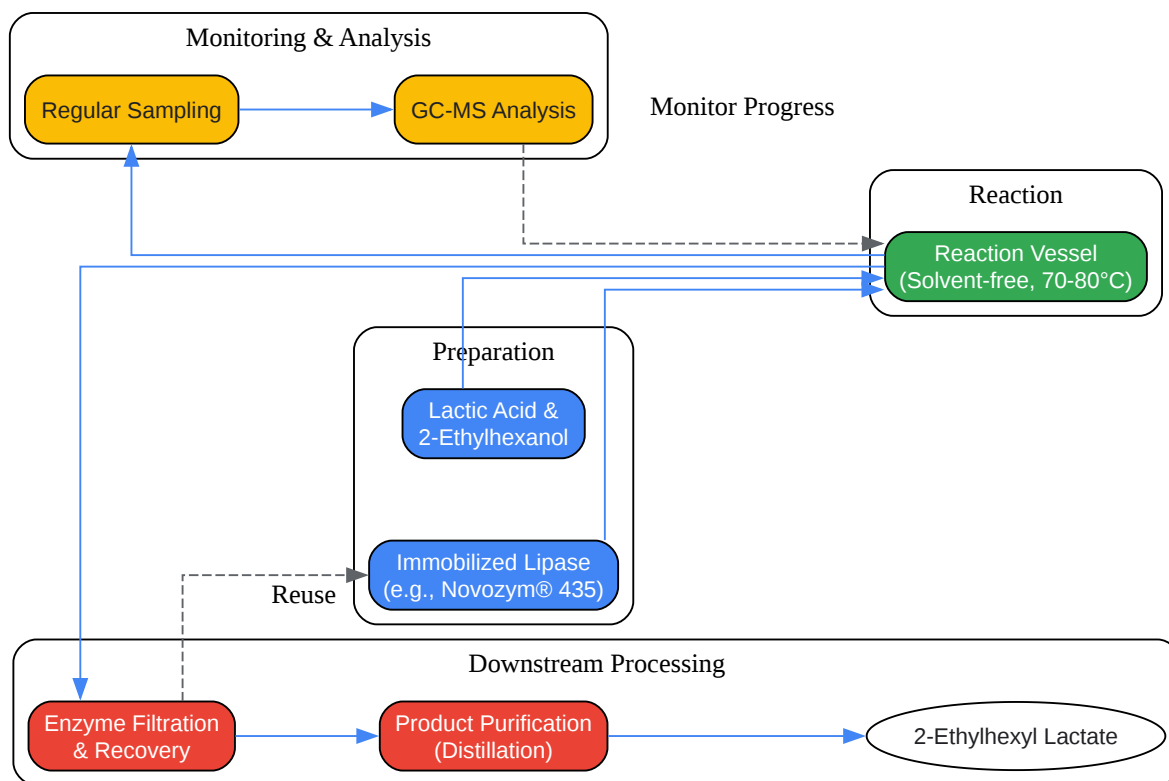 Monitoring & Analysis
Regular Sampling
GC-MS Analysis
Monitor Progress
Reaction
Reaction Vessel
(Solvent-free, 70-80°C)
Preparation
Lactic Acid &
2-Ethylhexanol
Immobilized Lipase
(e.g., Novozym® 435)
Reuse
Downstream Processing
Enzyme Filtration
& Recovery
Product Purification
(Distillation)
2-Ethylhexyl Lactate